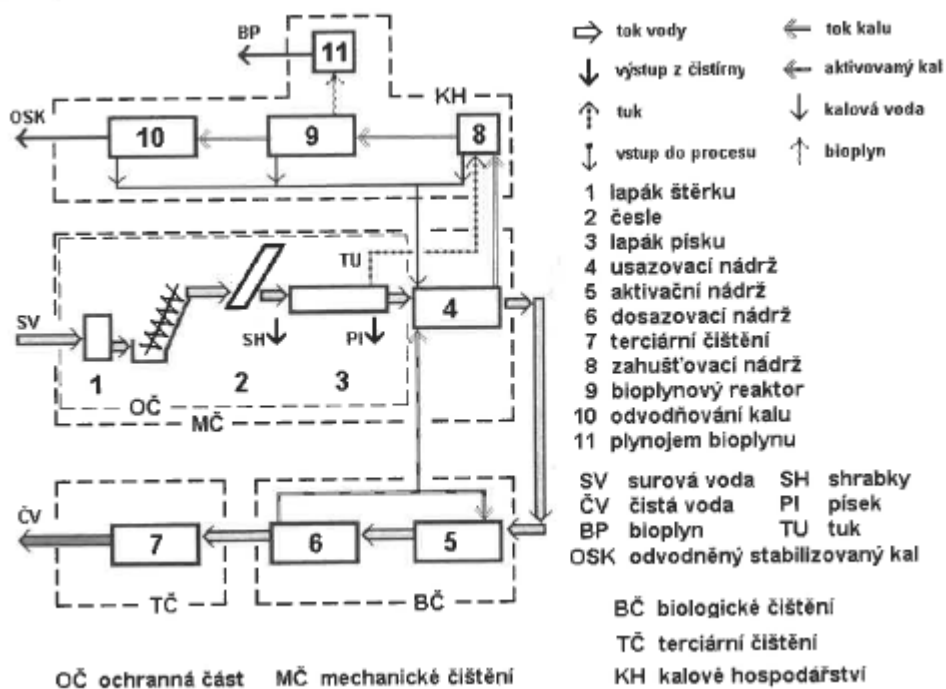 BP
11
KH
OSK
10
9
8
TU
SV
4
SH
PI
1
2
3
OČ
MČ
ČV
7
6
5
TČ
BČ
tok vody
tok kalu
výstup z čistírny
aktivovaný kal
tuk
kalová voda
vstup do procesu
bioplyn
1 lapák štěrku
2 česle
3 lapák písku
4 usazovací nádrž
5 aktivační nádrž
6 dosazovací nádrž
7 terciární čištění
8 zahušťovací nádrž
9 bioplynový reaktor
10 odvodňování kalu
11 plynojem bioplynu
SV surová voda SH shrabky
ČV čistá voda PI písek
BP bioplyn TU tuk
OSK odvodněný stabilizovaný kal
BČ biologické čištění
TČ terciární čištění
OČ ochranná část MČ mechanické čištění KH kalové hospodářství